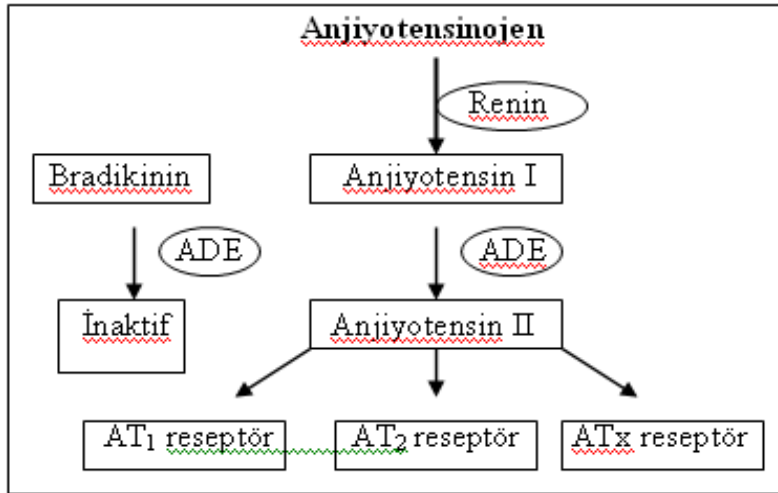 Anjiyotensinojen
Renin
Bradikinin
Anjiyotensin I
ADE
ADE
İnaktif
Anjiyotensin II
AT₁ reseptör
AT₂ reseptör
ATx reseptör